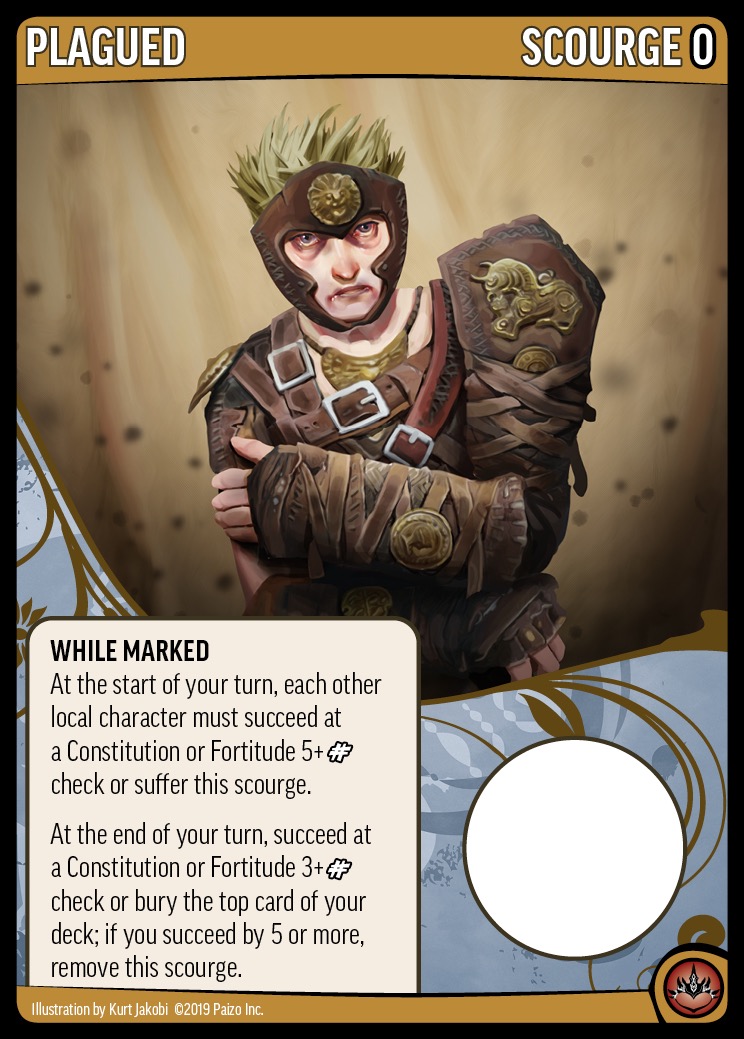 PLAGUED
SCOURGE 0
WHILE MARKED
At the start of your turn, each other
local character must succeed at
a Constitution or Fortitude 5+#
check or suffer this scourge.
At the end of your turn, succeed at
a Constitution or Fortitude 3+#
check or bury the top card of your
deck; if you succeed by 5 or more,
remove this scourge.
Illustration by Kurt Jakobi ©2019 Paizo Inc.